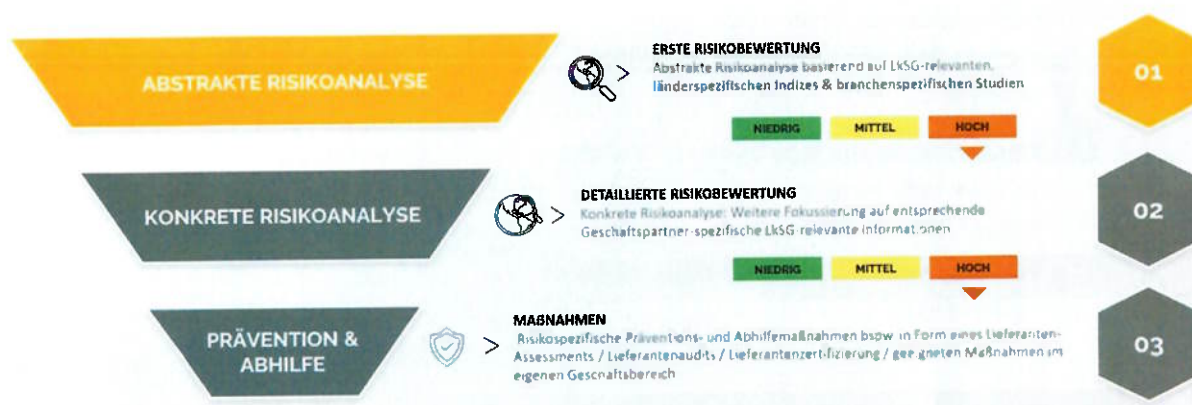 ABSTRAKTE RISIKOANALYSE
ERSTE RISIKOBEWERTUNG
Abstrakte Risikoanalyse basierend auf LkSG-relevanten,
länderspezifischen Indizes & branchenspezifischen Studien
NIEDRIG MITTEL HOCH
01
KONKRETE RISIKOANALYSE
DETAILLIERTE RISIKOBEWERTUNG
Konkrete Risikoanalyse: Weitere Fokussierung auf entsprechende
Geschäftspartner-spezifische LkSG-relevante Informationen
NIEDRIG MITTEL HOCH
02
PRÄVENTION &
ABHILFE
MAßNAHMEN
Risikospezifische Präventions- und Abhilfemaßnahmen bspw in Form eines Lieferanten-
Assessments / Lieferantenaudits / Lieferantenzertifizierung / geeigneten Maßnahmen im
eigenen Geschäftsbereich
03